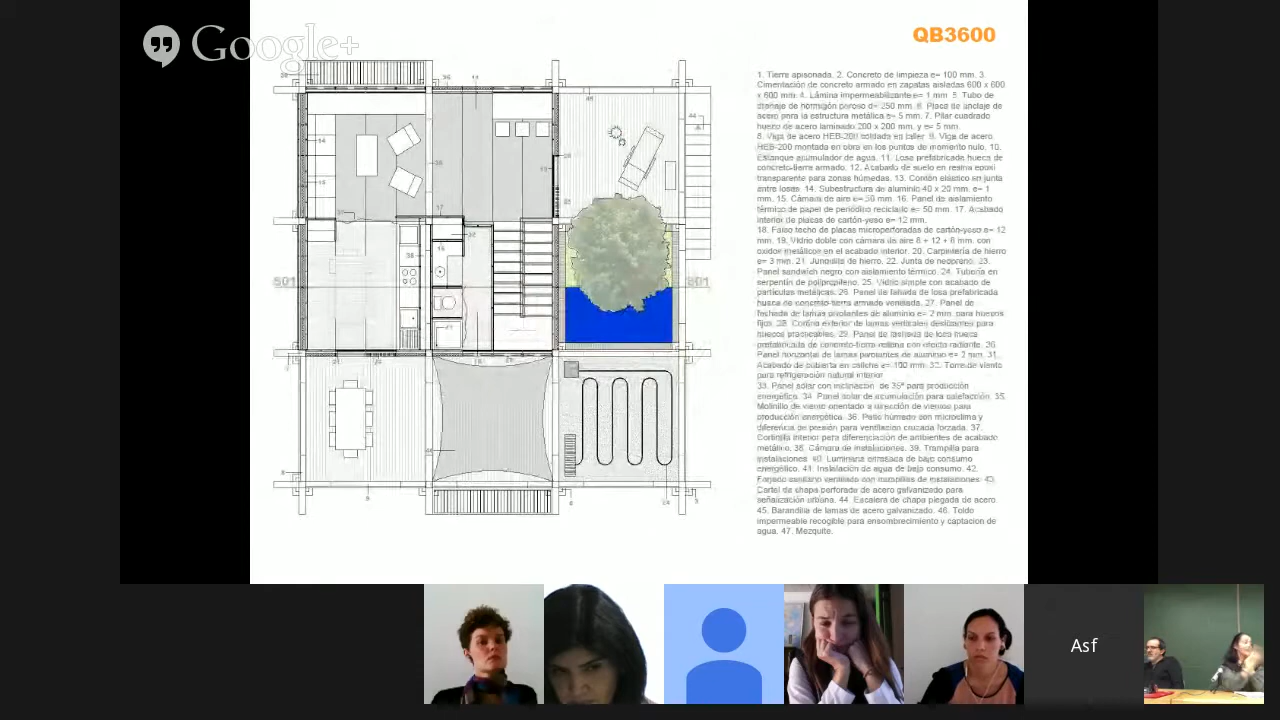 Google+
QB3600
1. Tierra apisonada. 2. Concreto de limpieza e= 100 mm. 3.
Cimentación de concreto armado en zapatas aisladas 600 x 600
x 600 mm. 4. Lámina impermeabilizante e= 1 mm. 5. Tubo de
drenaje de hormigón poroso d= 250 mm. 6. Placa de anclaje de
acero para la estructura metálica e= 5 mm. 7. Pilar cuadrado
hueco de acero laminado 200 x 200 mm. y e= 5 mm.
8. Viga de acero HEB-200 soldada en taller. 9. Viga de acero
HEB-200 montada en obra en los puntos de momento nulo. 10.
Estanque acumulador de agua. 11. Losa prefabricada hueca de
concreto-tierra armado. 12. Acabado de suelo en resina epoxi
transparente para zonas húmedas. 13. Cordón elástico en junta
entre losas. 14. Subestructura de aluminio 40 x 20 mm. e= 1
mm. 15. Cámara de aire e= 30 mm. 16. Panel de aislamiento
térmico de papel de periódico reciclado e= 50 mm. 17. Acabado
interior de placas de cartón-yeso e= 12 mm.
18. Falso techo de placas microperforadas de cartón-yeso e= 12
mm. 19. Vidrio doble con cámara de aire 6 + 12 + 6 mm. con
oxidos metálicos en el acabado interior. 20. Carpintería de hierro
e= 3 mm. 21. Junquillo de hierro. 22. Junta de neopreno. 23.
Panel sandwich negro con aislamiento térmico. 24. Tubería en
serpentín de polipropileno. 25. Vidrio simple con acabado de
partículas metálicas. 26. Panel de fachada de losa prefabricada
hueca de concreto-tierra armado ventilada. 27. Panel de
fachada de lamas pivotantes de aluminio e= 2 mm. para huecos
fijos. 28. Cortina exterior de lamas verticales deslizantes para
huecos practicables. 29. Panel de fachada de losa hueca
prefabricada de concreto-tierra rellena con efecto radiante. 30.
Panel horizontal de lamas pivotantes de aluminio e= 2 mm. 31.
Acabado de cubierta en caliche e= 100 mm. 32. Torre de viento
para refrigeración natural interior.
33. Panel solar con inclinación de 35º para producción
energética. 34. Panel solar de acumulación para calefacción. 35.
Molinillo de viento orientado a dirección de vientos para
producción energética. 36. Patio húmedo con microclima y
diferencia de presión para ventilacion cruzada forzada. 37.
Cortinilla interior para diferenciación de ambientes de acabado
metálico. 38. Cámara de instalaciones. 39. Trampilla para
instalaciones. 40. Luminaria entrasada de bajo consumo
energético. 41. Instalación de agua de bajo consumo. 42.
Forjado sanitario ventilado con trampillas de instalaciones. 43.
Cartel de chapa perforada de acero galvanizado para
señalización urbana. 44. Escalera de chapa plegada de acero.
45. Barandilla de lamas de acero galvanizado. 46. Toldo
impermeable recogible para ensombrecimiento y captacion de
agua. 47. Mezquite.
S01
S01
Asf